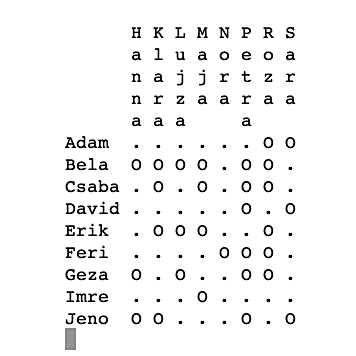 H K L M N P R S
      a l u a o e o a
      n a j j r t z r
      n r z a a r a a
      a a a     a
Adam  . . . . . . O O
Bela  O O O O . O O .
Csaba . O . O . O O .
David . . . . . O . O
Erik  . O O O . . O .
Feri  . . . . O O O .
Geza  O . O . . O O .
Imre  . . . O . . . .
Jeno  O O . . . O . O